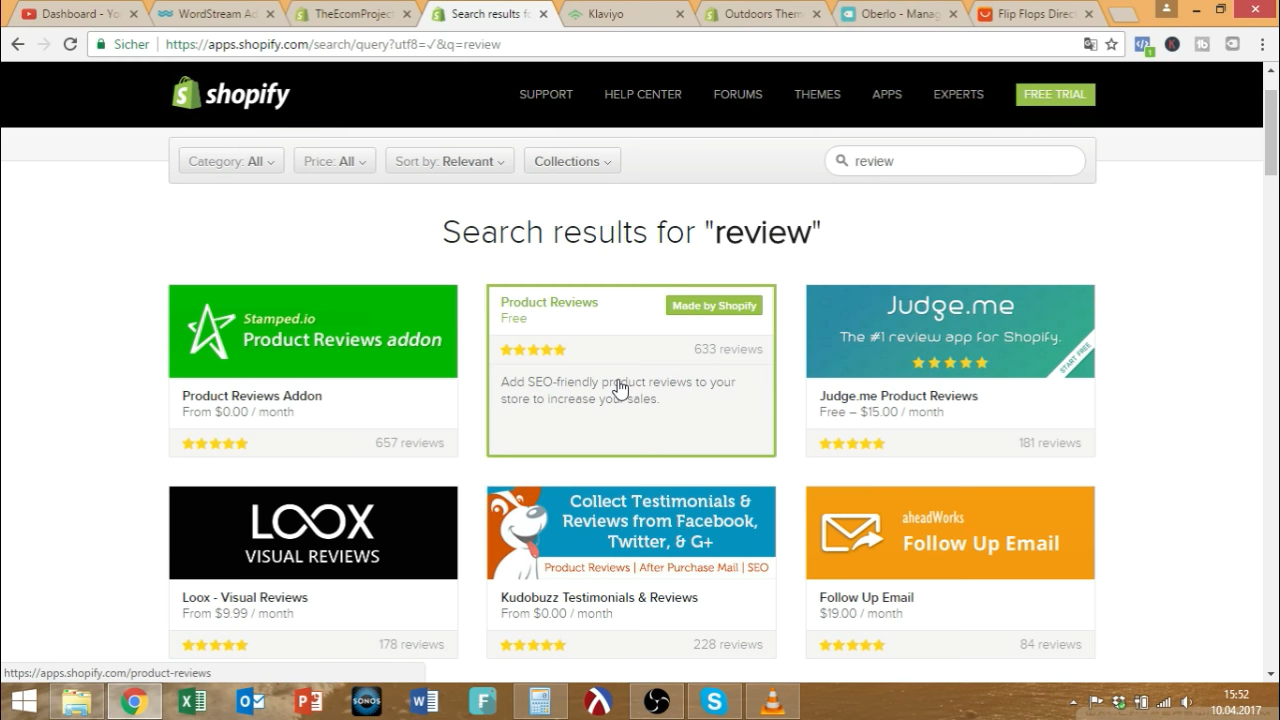 Dashboard - Yo
WordStream Ad
TheEcomProject
Search results f
Klaviyo
Outdoors Them
Oberlo - Manag
Flip Flops Direc
Sicher
https://apps.shopify.com/search/query?utf8=✓&q=review
shopify
SUPPORT
HELP CENTER
FORUMS
THEMES
APPS
EXPERTS
FREE TRIAL
Category: All
Price: All
Sort by: Relevant
Collections
review
Search results for "review"
Stamped.io
Product Reviews addon
Product Reviews Addon
From $0.00 / month
657 reviews
Product Reviews
Free
Made by Shopify
633 reviews
Add SEO-friendly product reviews to your
store to increase your sales.
Judge.me
The #1 review app for Shopify.
START FREE
Judge.me Product Reviews
Free – $15.00 / month
181 reviews
LOOX
VISUAL REVIEWS
Loox - Visual Reviews
From $9.99 / month
178 reviews
Collect Testimonials &
Reviews from Facebook,
Twitter, & G+
Product Reviews | After Purchase Mail | SEO
Kudobuzz Testimonials & Reviews
From $0.00 / month
228 reviews
aheadWorks
Follow Up Email
Follow Up Email
$19.00 / month
84 reviews
https://apps.shopify.com/product-reviews
SONOS
15:52
10.04.2017